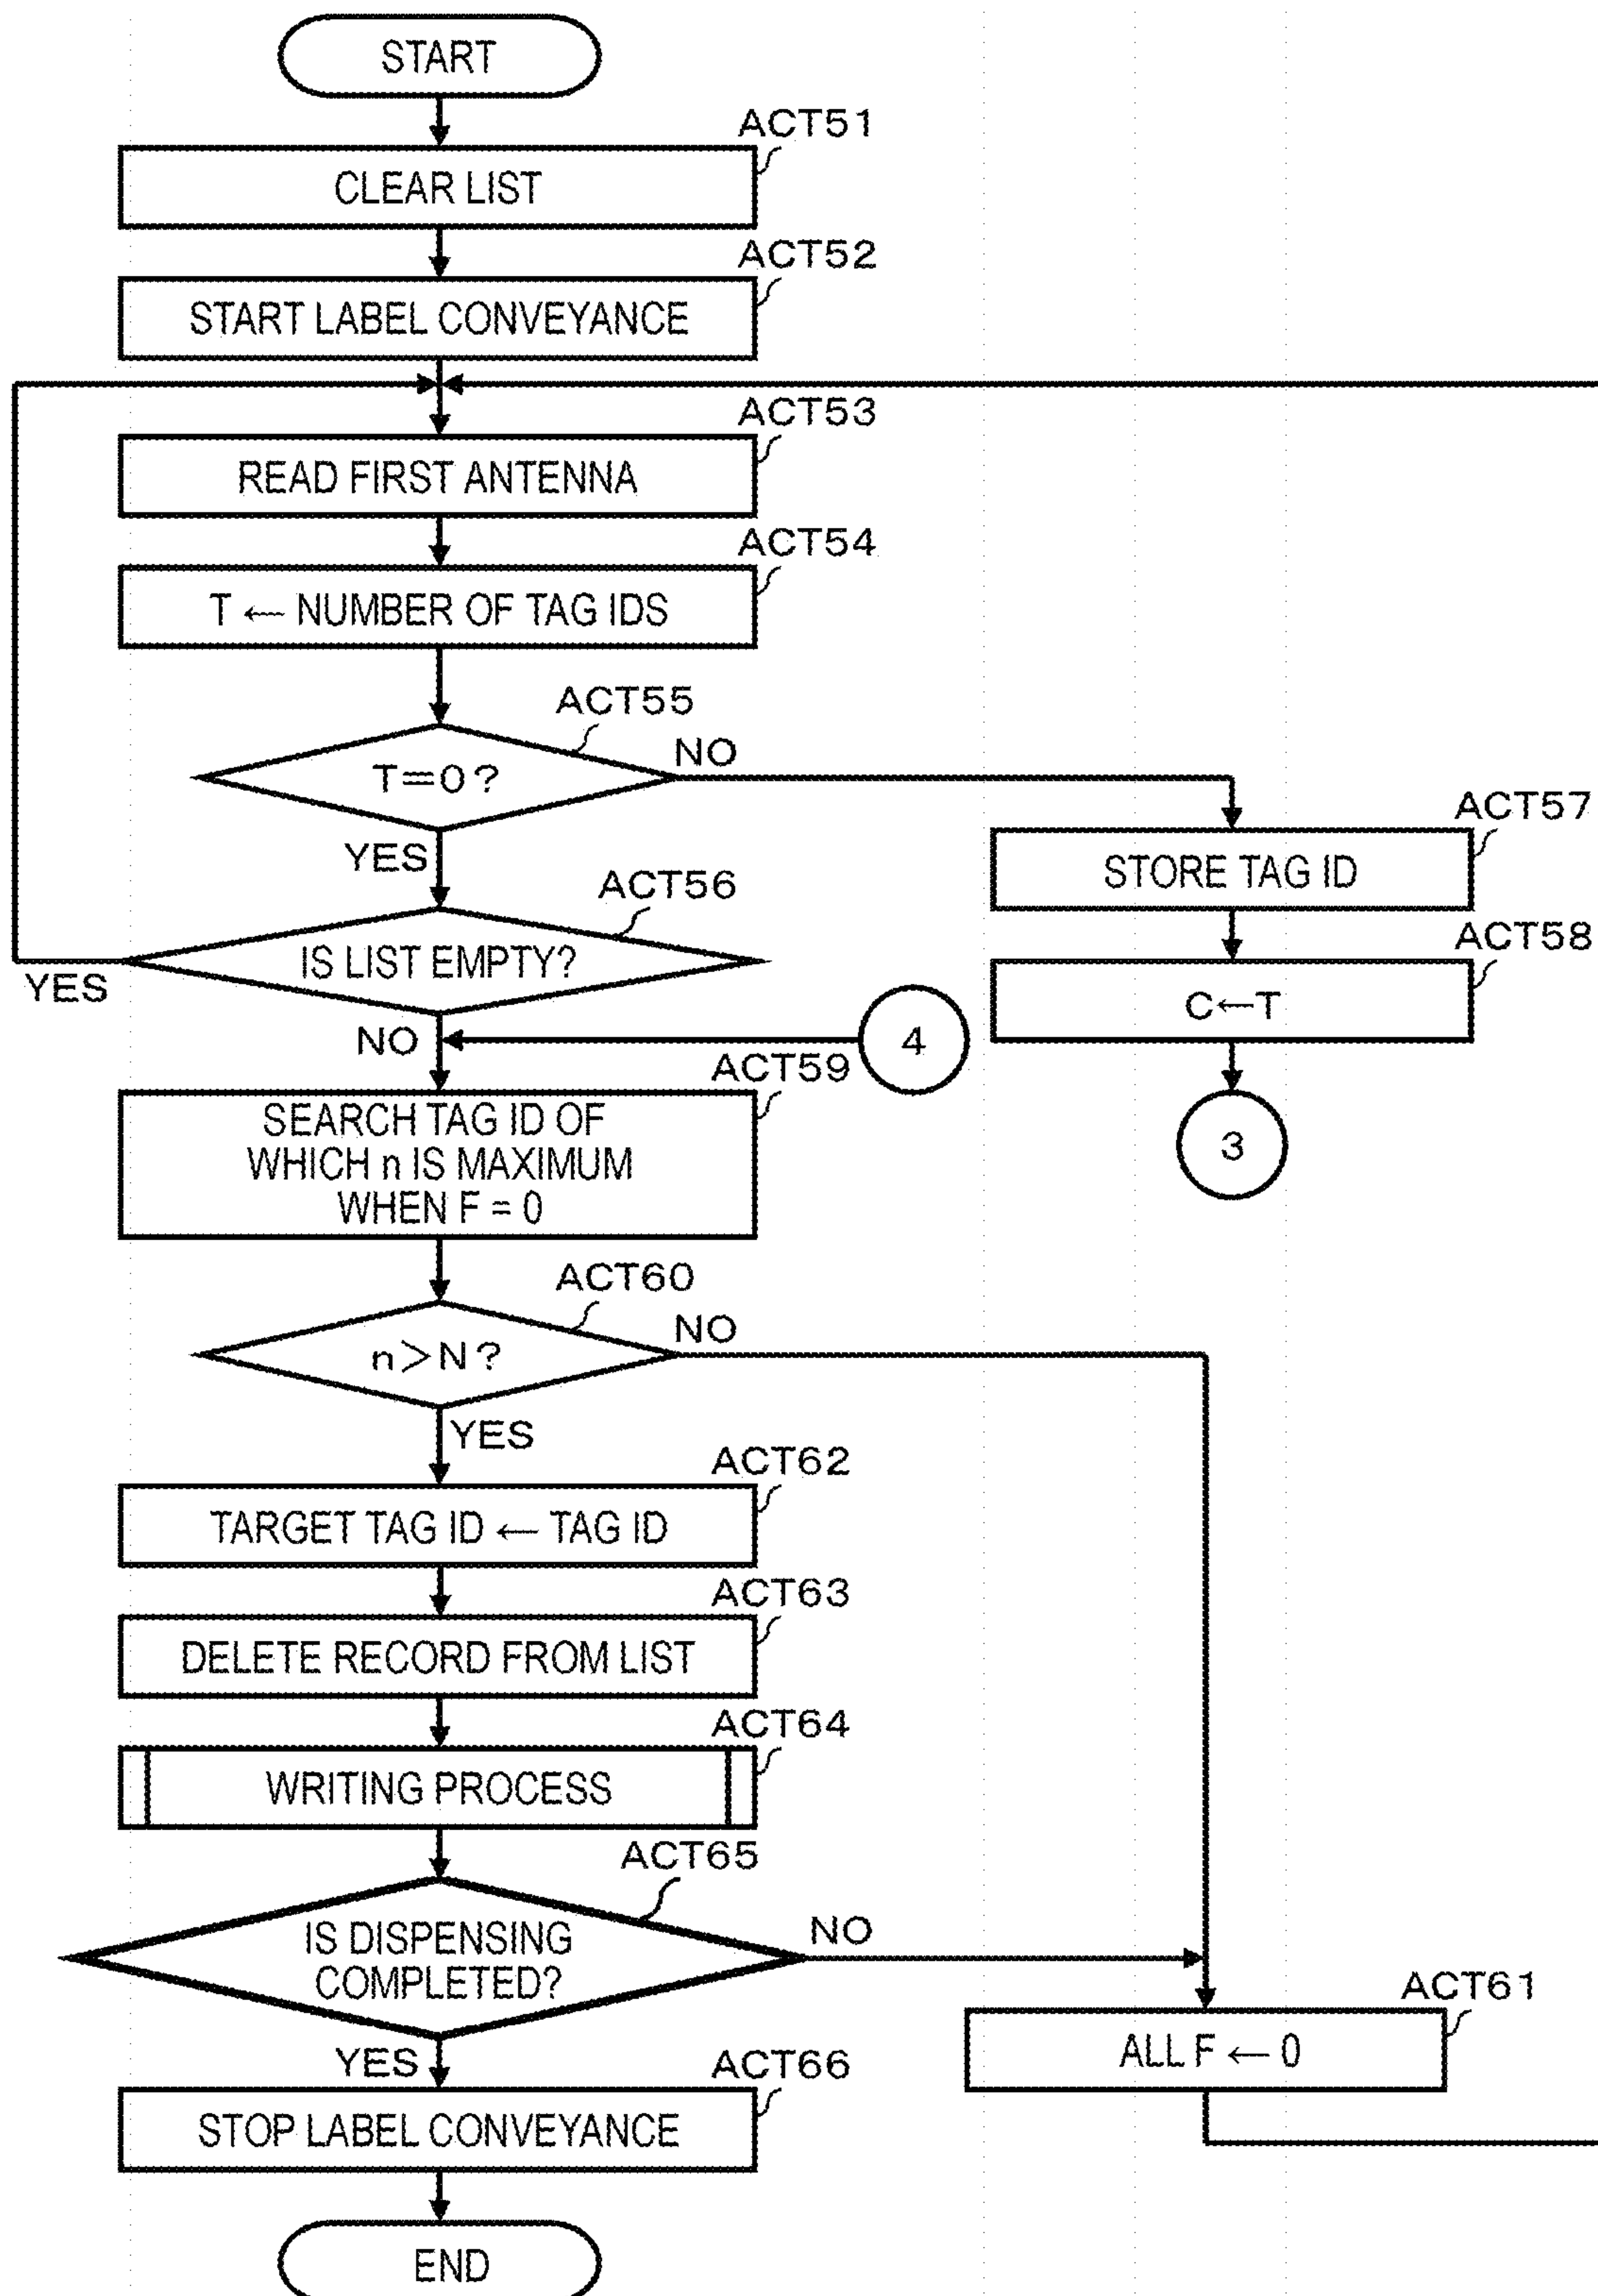 START
ACT51
CLEAR LIST
ACT52
START LABEL CONVEYANCE
ACT53
READ FIRST ANTENNA
ACT54
T ← NUMBER OF TAG IDS
ACT55
T=0?
NO
YES
ACT57
STORE TAG ID
ACT56
IS LIST EMPTY?
YES
NO
ACT58
C←T
4
3
ACT59
SEARCH TAG ID OF
WHICH n IS MAXIMUM
WHEN F = 0
ACT60
n>N?
NO
YES
ACT62
TARGET TAG ID ← TAG ID
ACT63
DELETE RECORD FROM LIST
ACT64
WRITING PROCESS
ACT65
IS DISPENSING
COMPLETED?
NO
YES
ACT61
ALL F ← 0
ACT66
STOP LABEL CONVEYANCE
END